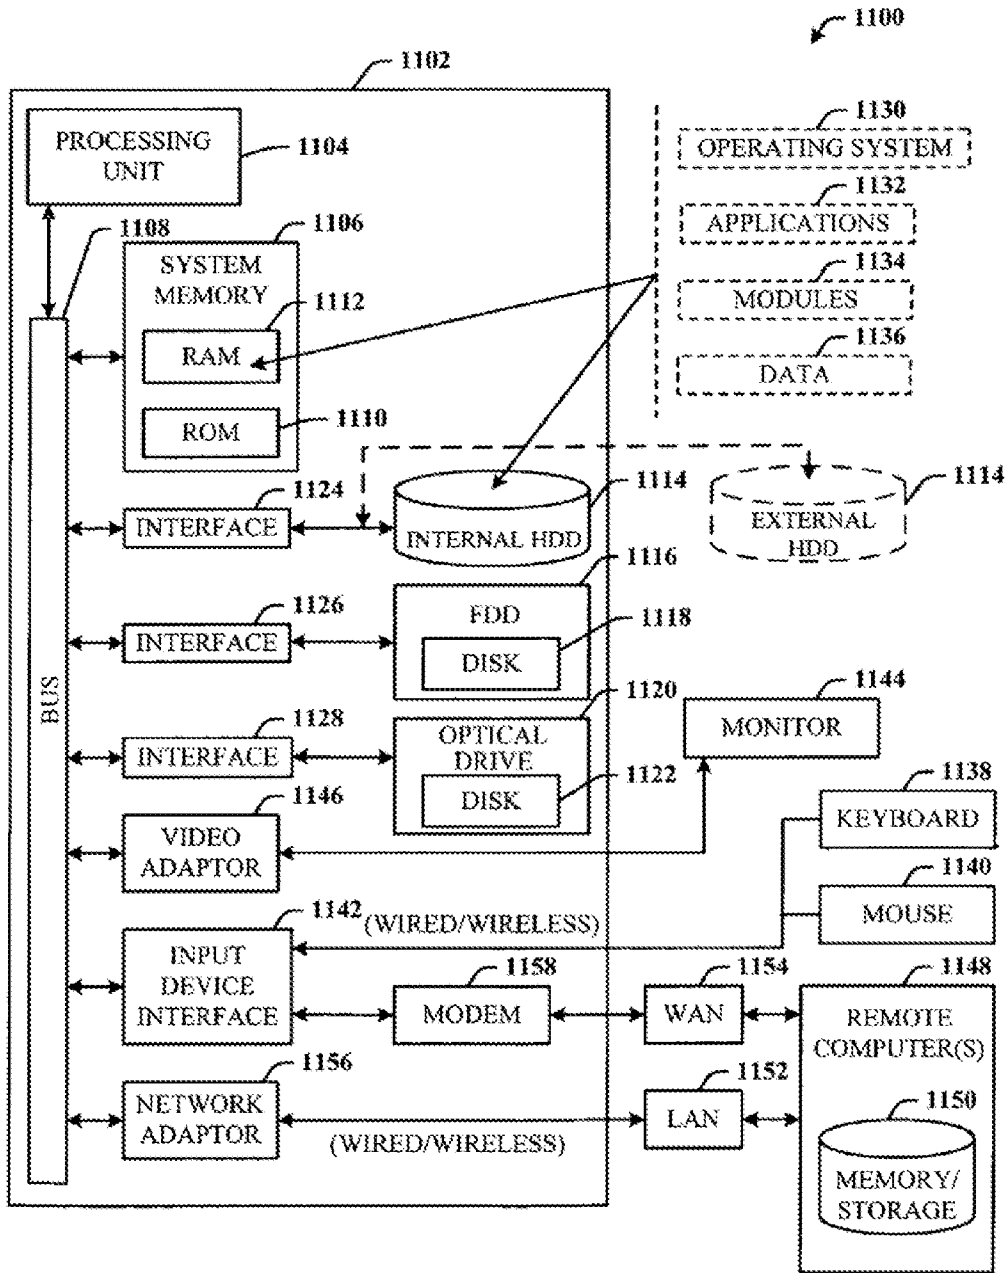 1100
1102
PROCESSING
UNIT
1104
1130
OPERATING SYSTEM
1132
APPLICATIONS
1134
MODULES
1136
DATA
1108
1106
SYSTEM
MEMORY
1112
RAM
1110
ROM
BUS
1124
INTERFACE
1114
INTERNAL HDD
1114
EXTERNAL
HDD
1126
INTERFACE
1116
FDD
1118
DISK
1128
INTERFACE
1120
OPTICAL
DRIVE
1122
DISK
1144
MONITOR
1146
VIDEO
ADAPTOR
1138
KEYBOARD
1140
MOUSE
1142
INPUT
DEVICE
INTERFACE
(WIRED/WIRELESS)
1158
MODEM
1154
WAN
1148
REMOTE
COMPUTER(S)
1156
NETWORK
ADAPTOR
(WIRED/WIRELESS)
1152
LAN
1150
MEMORY/
STORAGE